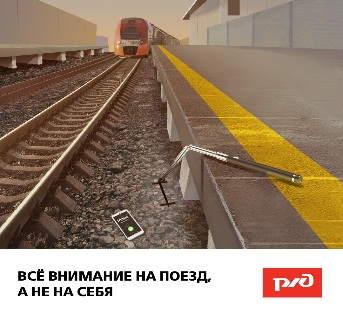 ВСЁ ВНИМАНИЕ НА ПОЕЗД,
А НЕ НА СЕБЯ
РЖД